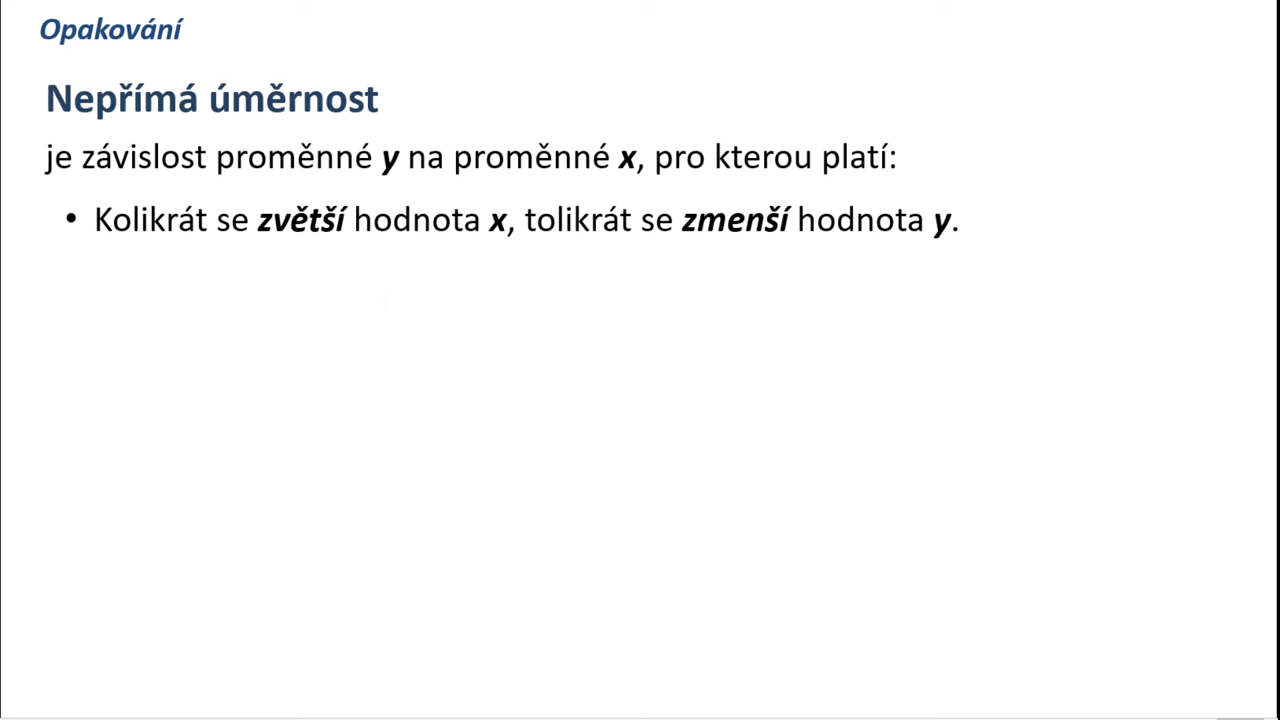 Opakování
Nepřímá úměrnost
je závislost proměnné y na proměnné x, pro kterou platí:
• Kolikrát se zvětší hodnota x, tolikrát se zmenší hodnota y.